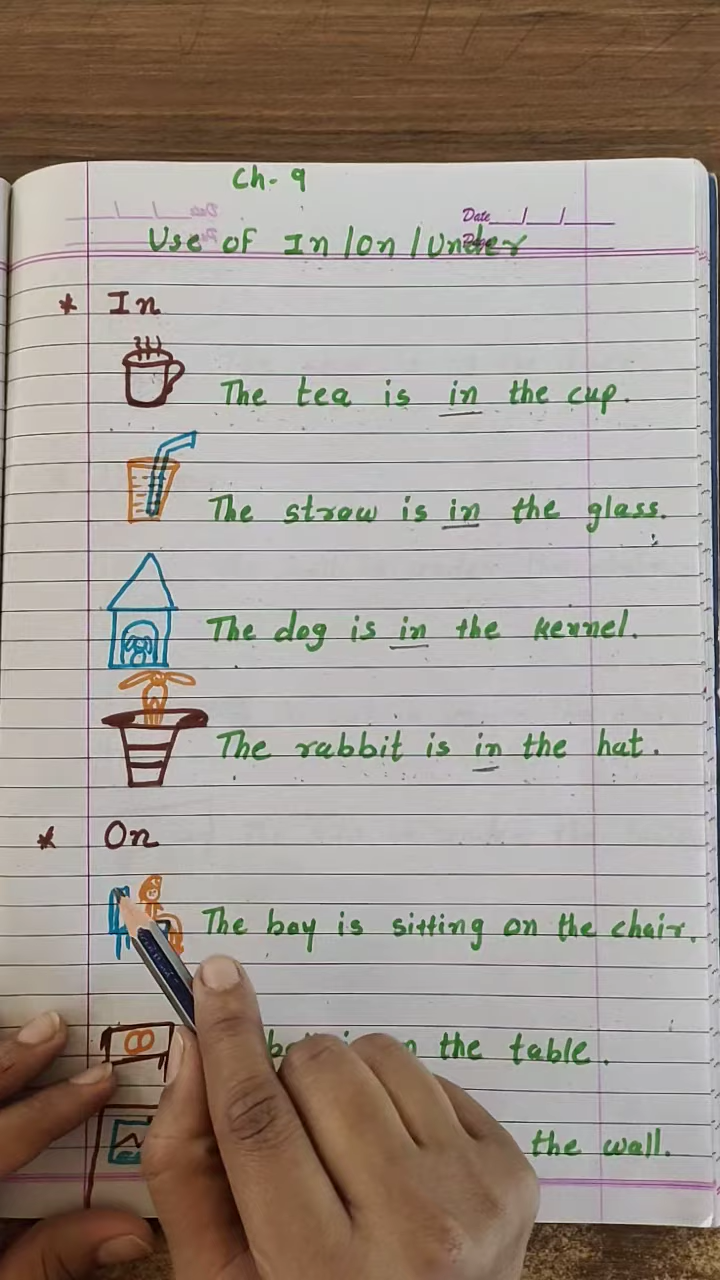 Ch-9
Date / /
Use of In/On/Under
* In
The tea is in the cup.
The straw is in the glass.
The dog is in the kernel.
The rabbit is in the hat.
* On
The boy is sitting on the chair.
the table.
the wall.